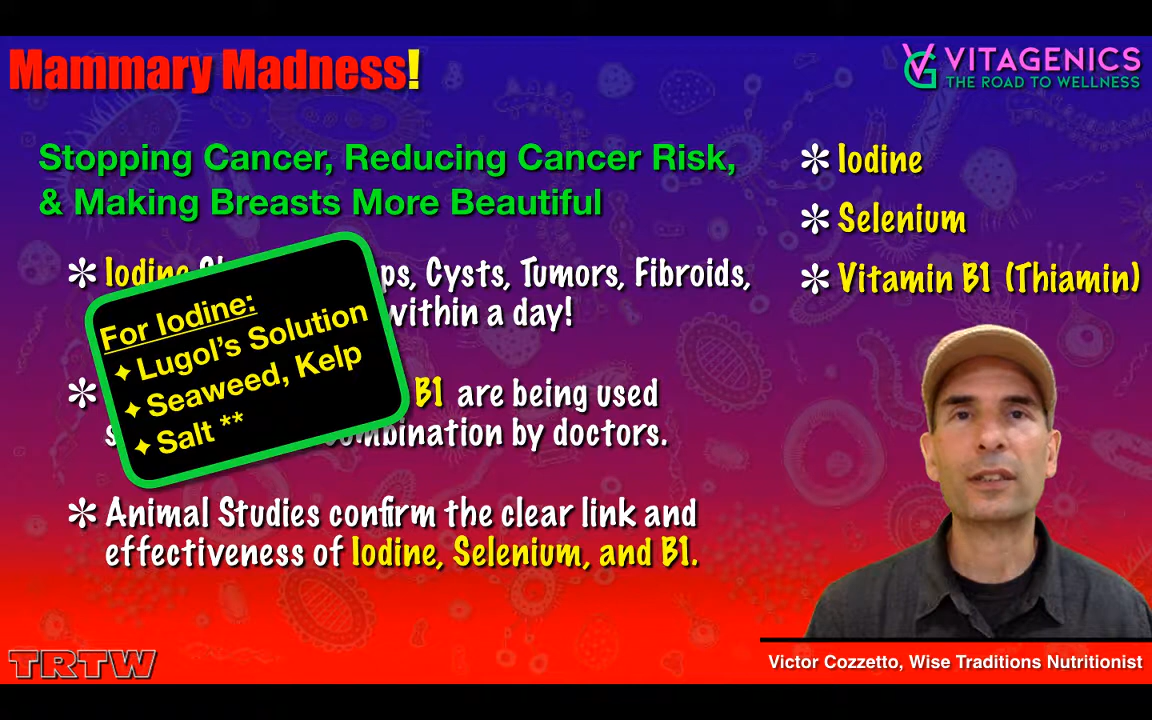 Mammary Madness!
VG VITAGENICS
THE ROAD TO WELLNESS
Stopping Cancer, Reducing Cancer Risk,
& Making Breasts More Beautiful
* Iodine
* Selenium
* Vitamin B1 (Thiamin)
* Iodine ps, Cysts, Tumors, Fibroids,
within a day!
For Iodine:
✦ Lugol's Solution
✦ Seaweed, Kelp
✦ Salt **
* B1 are being used
combination by doctors.
* Animal Studies confirm the clear link and
effectiveness of Iodine, Selenium, and B1.
TRTW
Victor Cozzetto, Wise Traditions Nutritionist